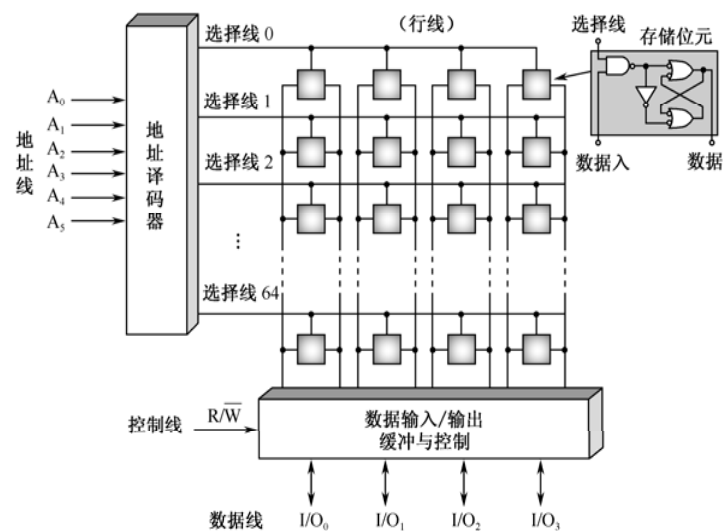 选择线 0
（行线）
选择线
存储位元
数据入
数据
选择线 1
选择线 2
⋮
选择线 64
地址线
A₀
A₁
A₂
A₃
A₄
A₅
地址译码器
控制线
R/W̅
数据输入/输出
缓冲与控制
数据线
I/O₀
I/O₁
I/O₂
I/O₃